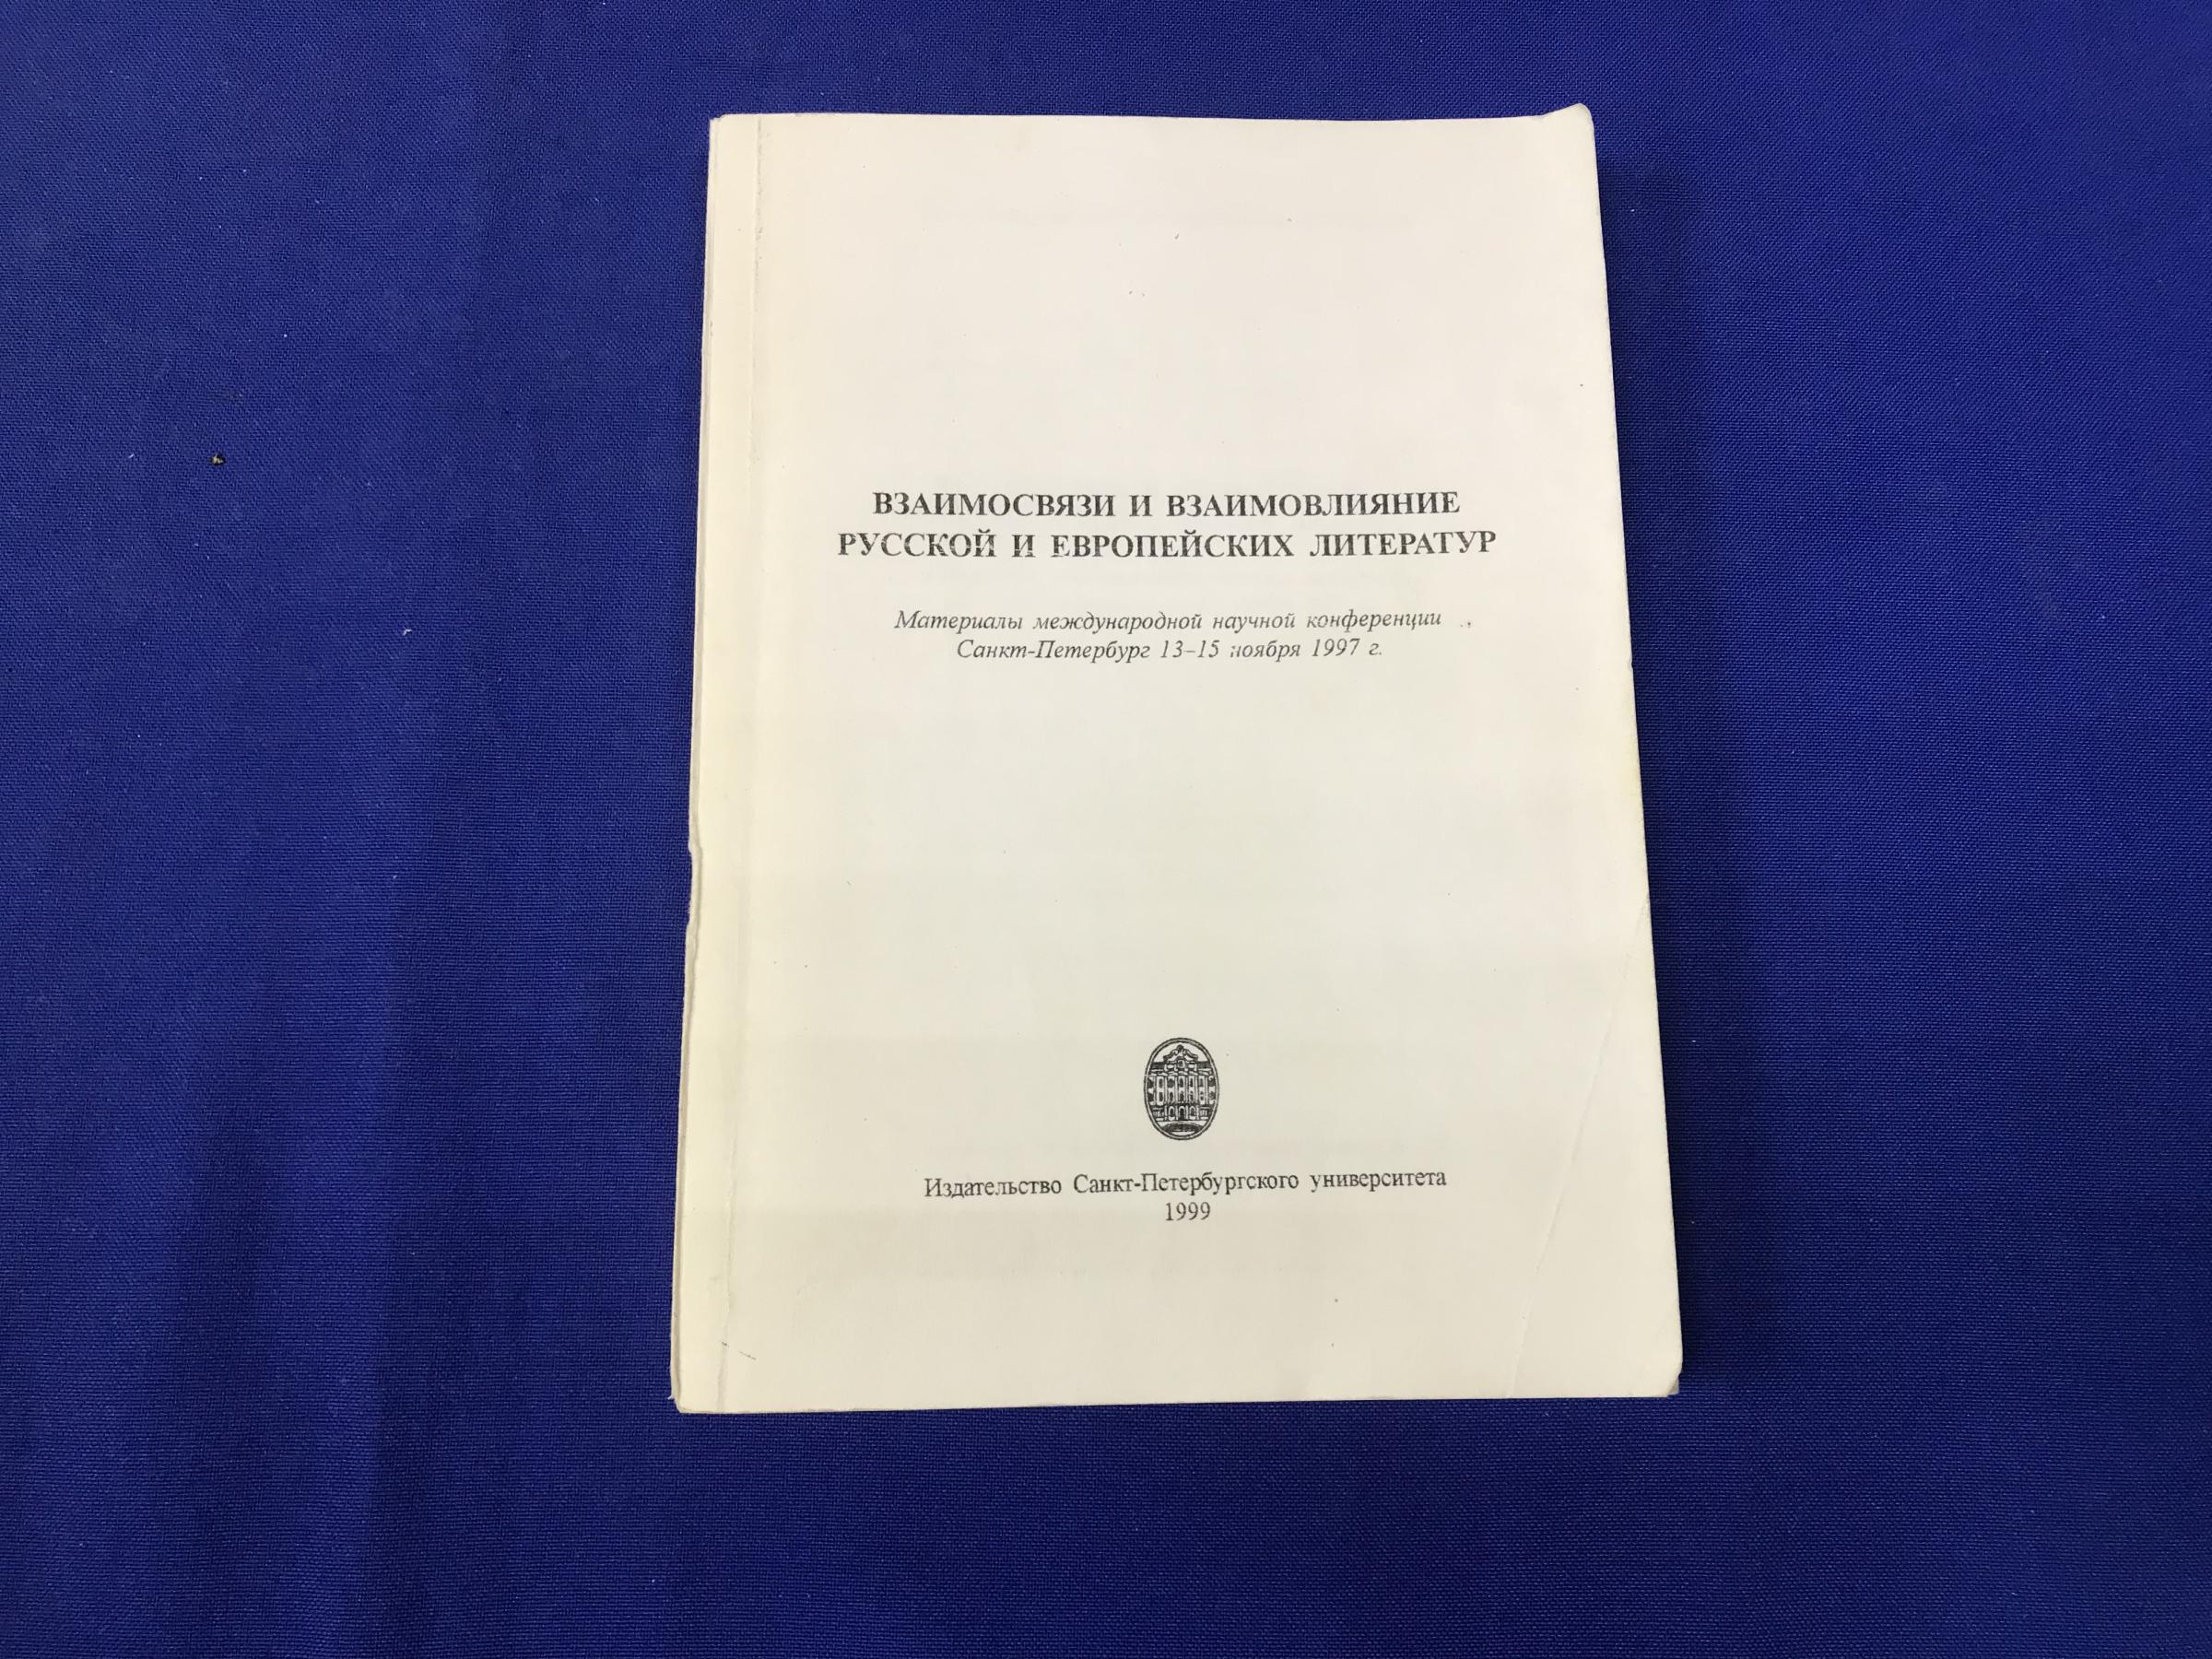 ВЗАИМОСВЯЗИ И ВЗАИМОВЛИЯНИЕ
РУССКОЙ И ЕВРОПЕЙСКИХ ЛИТЕРАТУР
Материалы международной научной конференции
Санкт-Петербург 13–15 ноября 1997 г.
Издательство Санкт-Петербургского университета
1999